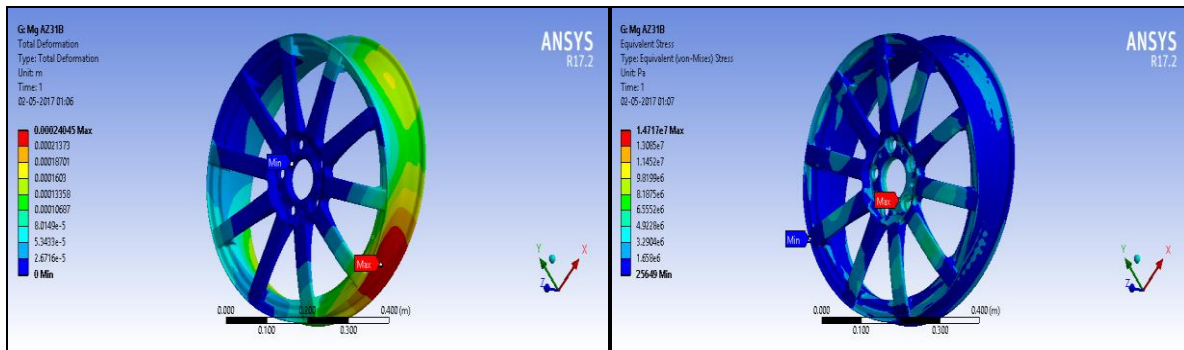 G: Mg AZ31B
Total Deformation
Type: Total Deformation
Unit: m
Time: 1
02-05-2017 01:06
ANSYS
R17.2
0.00024045 Max
0.00021373
0.00018701
0.0001603
0.00013358
0.00010687
8.0149e-5
5.3433e-5
2.6716e-5
0 Min
Min
Max
Y
X
Z
0.000
0.200
0.400 (m)
0.100
0.300
G: Mg AZ31B
Equivalent Stress
Type: Equivalent (von-Mises) Stress
Unit: Pa
Time: 1
02-05-2017 01:07
ANSYS
R17.2
1.4717e7 Max
1.3085e7
1.1452e7
9.8199e6
8.1875e6
6.5552e6
4.9228e6
3.2904e6
1.658e6
25649 Min
Max
Min
Y
X
Z
0.000
0.200
0.400 (m)
0.100
0.300